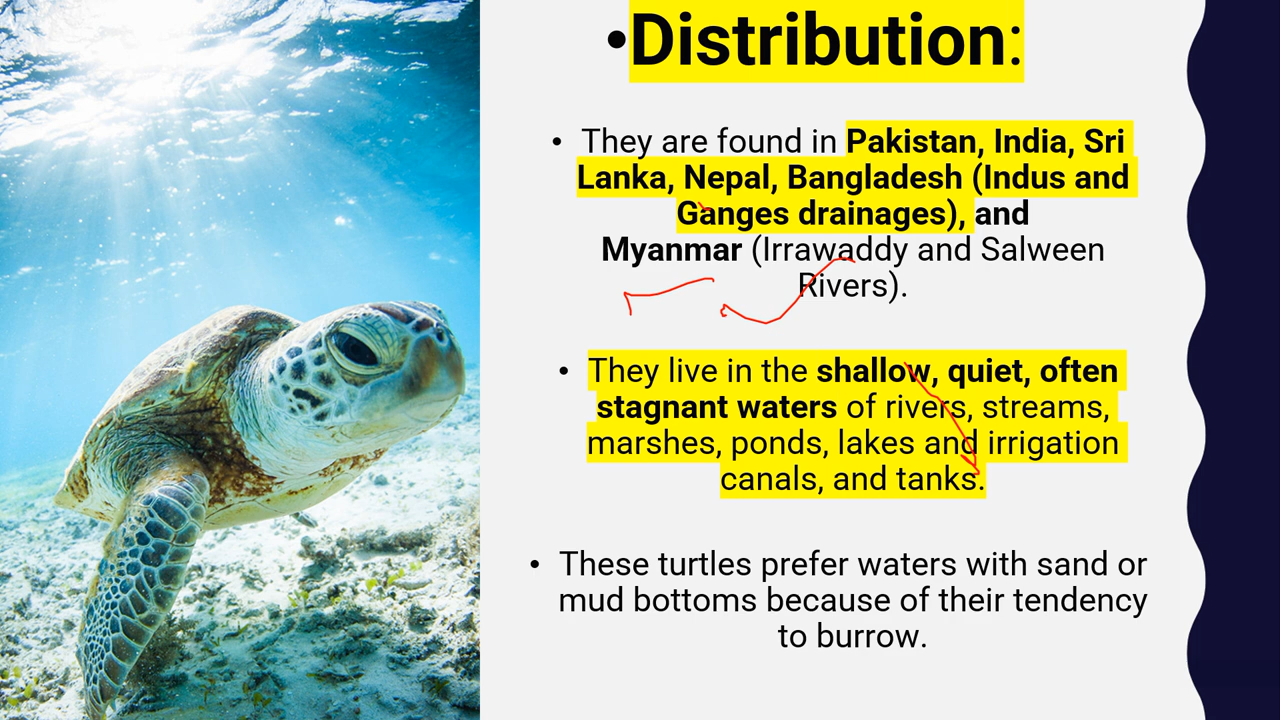 •Distribution:
• They are found in Pakistan, India, Sri
Lanka, Nepal, Bangladesh (Indus and
Ganges drainages), and
Myanmar (Irrawaddy and Salween
Rivers).
• They live in the shallow, quiet, often
stagnant waters of rivers, streams,
marshes, ponds, lakes and irrigation
canals, and tanks.
• These turtles prefer waters with sand or
mud bottoms because of their tendency
to burrow.